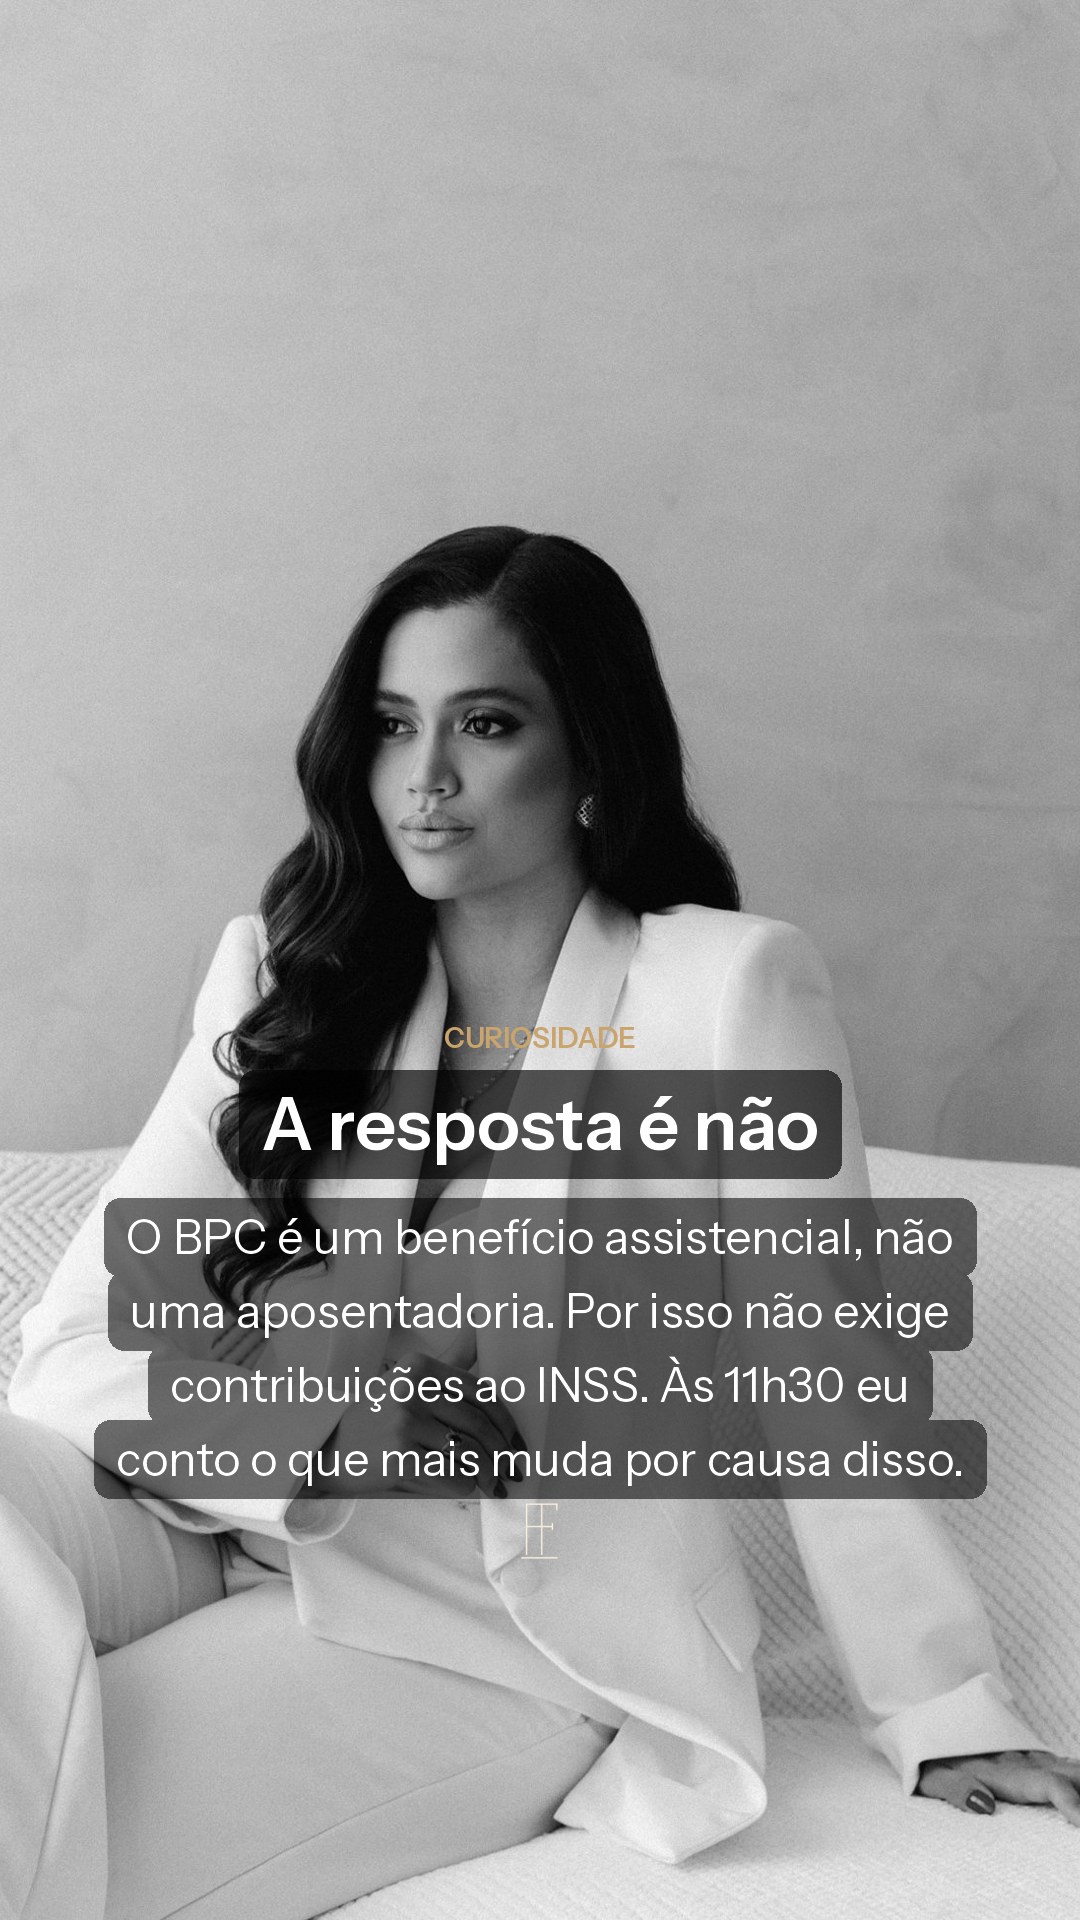 CURIOSIDADE
A resposta é não
O BPC é um benefício assistencial, não
uma aposentadoria. Por isso não exige
contribuições ao INSS. Às 11h30 eu
conto o que mais muda por causa disso.